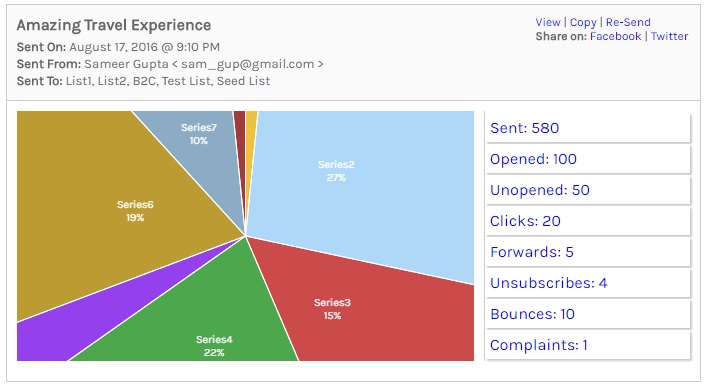 Amazing Travel Experience
View | Copy | Re-Send
Sent On: August 17, 2016 @ 9:10 PM
Share on: Facebook | Twitter
Sent From: Sameer Gupta < sam_gup@gmail.com >
Sent To: List1, List2, B2C, Test List, Seed List
Series7
10%
Series2
27%
Series6
19%
Series3
15%
Series4
22%
Sent: 580
Opened: 100
Unopened: 50
Clicks: 20
Forwards: 5
Unsubscribes: 4
Bounces: 10
Complaints: 1